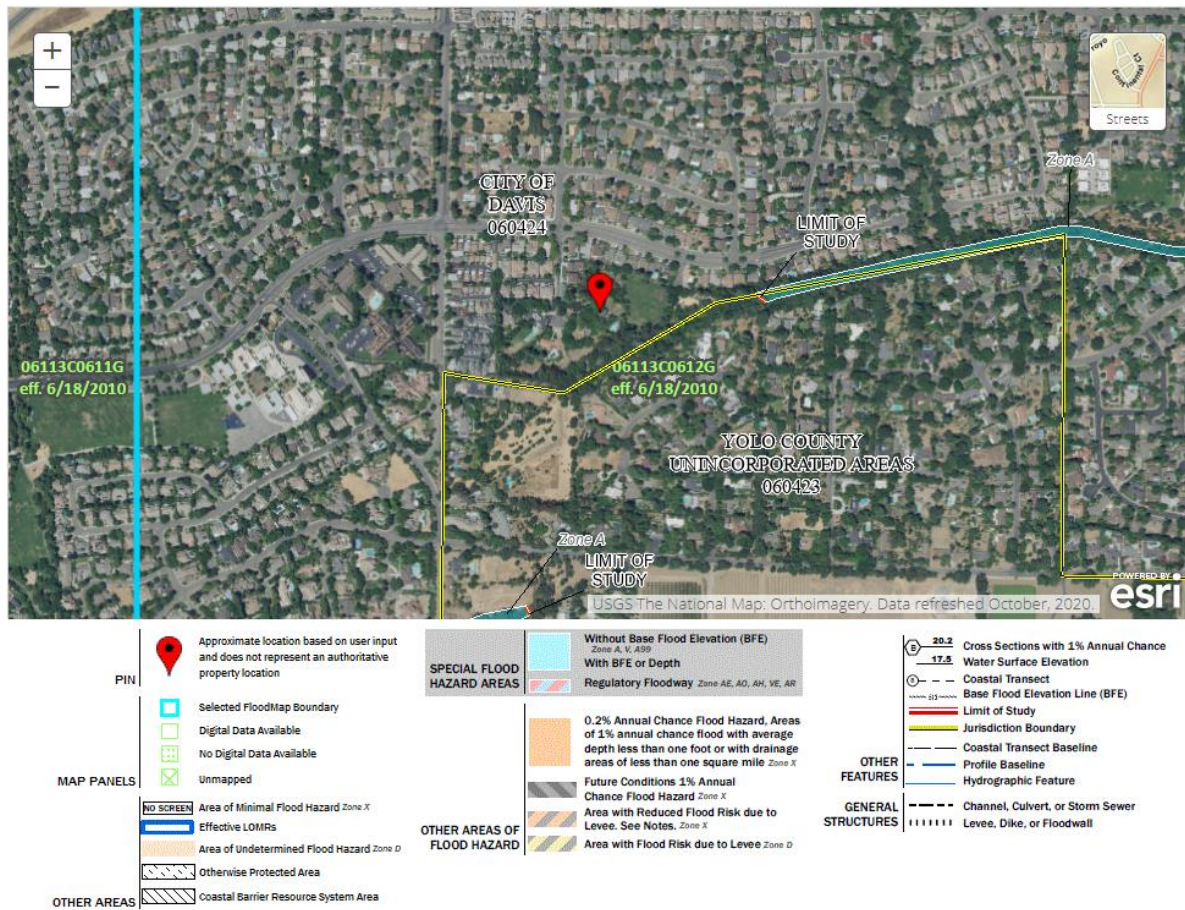 +
−
royo
Continental Ct
Streets
Zone A
CITY OF
DAVIS
060424
LIMIT OF
STUDY
06113C0611G
eff. 6/18/2010
06113C0612G
eff. 6/18/2010
YOLO COUNTY
UNINCORPORATED AREAS
060423
Zone A
LIMIT OF
STUDY
USGS The National Map: Orthoimagery. Data refreshed October, 2020.
POWERED BY
esri
PIN
Approximate location based on user input
and does not represent an authoritative
property location
MAP PANELS
Selected FloodMap Boundary
Digital Data Available
No Digital Data Available
Unmapped
OTHER AREAS
NO SCREEN Area of Minimal Flood Hazard Zone X
Effective LOMRs
Area of Undetermined Flood Hazard Zone D
Otherwise Protected Area
Coastal Barrier Resource System Area
SPECIAL FLOOD
HAZARD AREAS
Without Base Flood Elevation (BFE)
Zone A, V, A99
With BFE or Depth
Regulatory Floodway Zone AE, AO, AH, VE, AR
OTHER AREAS OF
FLOOD HAZARD
0.2% Annual Chance Flood Hazard, Areas
of 1% annual chance flood with average
depth less than one foot or with drainage
areas of less than one square mile Zone X
Future Conditions 1% Annual
Chance Flood Hazard Zone X
Area with Reduced Flood Risk due to
Levee. See Notes. Zone X
Area with Flood Risk due to Levee Zone D
OTHER
FEATURES
B 20.2 Cross Sections with 1% Annual Chance
17.5 Water Surface Elevation
8 Coastal Transect
513 Base Flood Elevation Line (BFE)
Limit of Study
Jurisdiction Boundary
Coastal Transect Baseline
Profile Baseline
Hydrographic Feature
GENERAL
STRUCTURES
Channel, Culvert, or Storm Sewer
Levee, Dike, or Floodwall